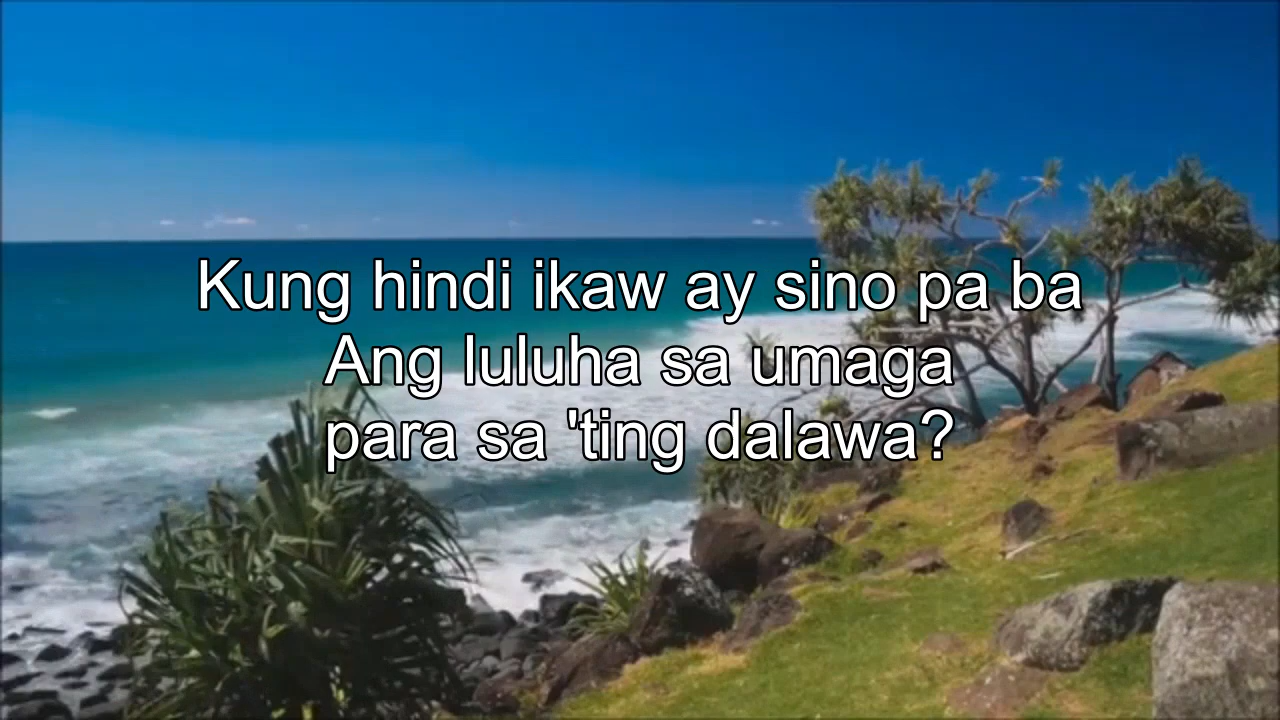 Kung hindi ikaw ay sino pa ba
Ang luluha sa umaga
para sa 'ting dalawa?